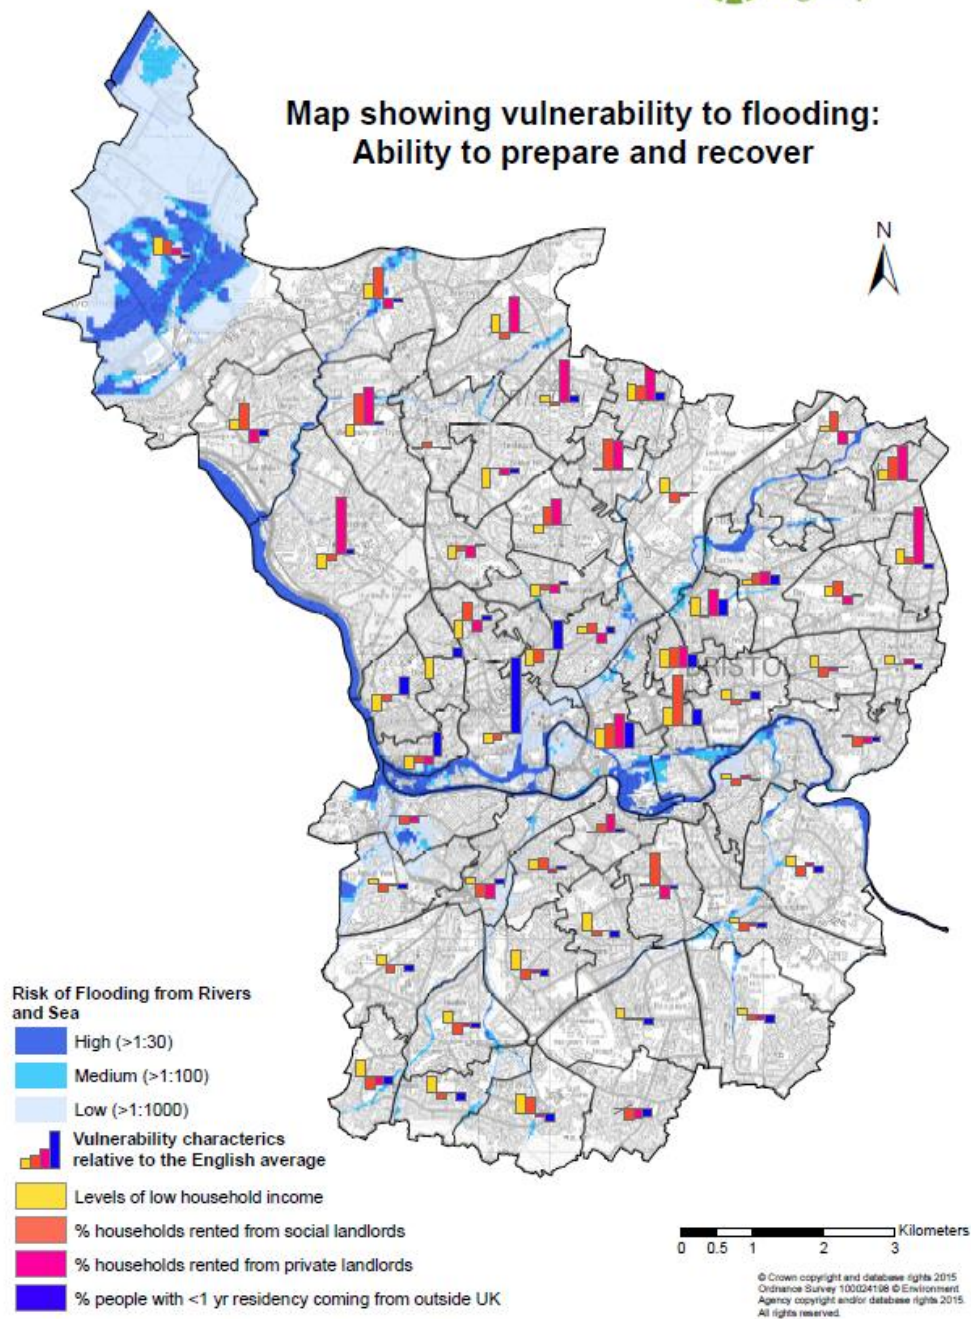 Map showing vulnerability to flooding:
Ability to prepare and recover
N
BRISTOL
Risk of Flooding from Rivers
and Sea
High (>1:30)
Medium (>1:100)
Low (>1:1000)
Vulnerability characterics
relative to the English average
Levels of low household income
% households rented from social landlords
% households rented from private landlords
% people with <1 yr residency coming from outside UK
Kilometers
0 0.5 1 2 3
© Crown copyright and database rights 2015
Ordnance Survey 100024198 © Environment
Agency copyright and/or database rights 2015.
All rights reserved.